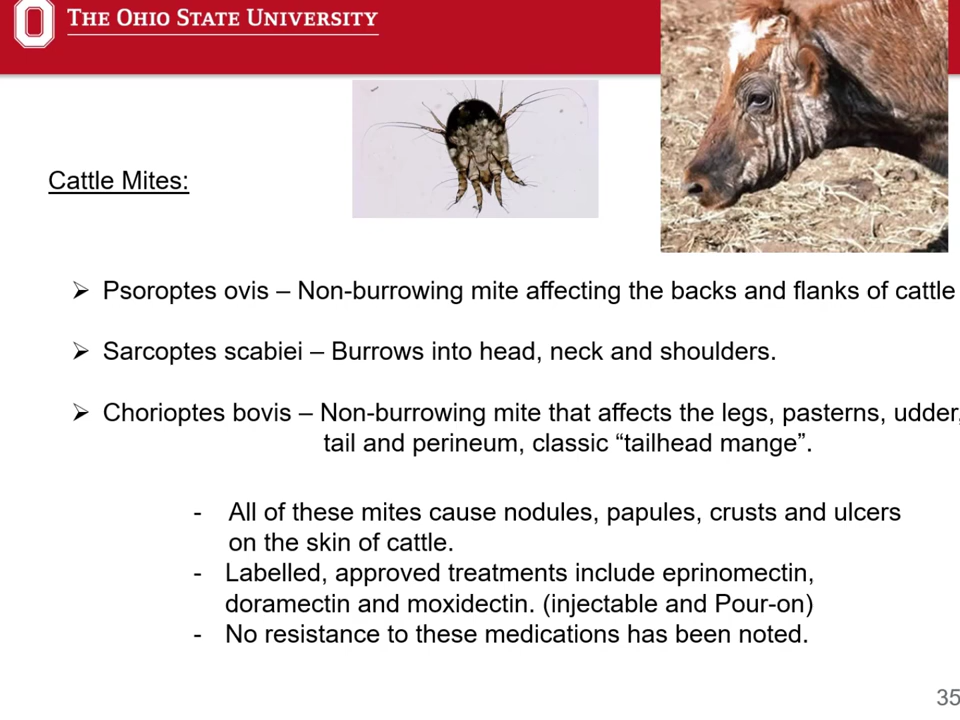 THE OHIO STATE UNIVERSITY
Cattle Mites:
➢ Psoroptes ovis – Non-burrowing mite affecting the backs and flanks of cattle
➢ Sarcoptes scabiei – Burrows into head, neck and shoulders.
➢ Chorioptes bovis – Non-burrowing mite that affects the legs, pasterns, udder,
tail and perineum, classic “tailhead mange”.
- All of these mites cause nodules, papules, crusts and ulcers
on the skin of cattle.
- Labelled, approved treatments include eprinomectin,
doramectin and moxidectin. (injectable and Pour-on)
- No resistance to these medications has been noted.
35